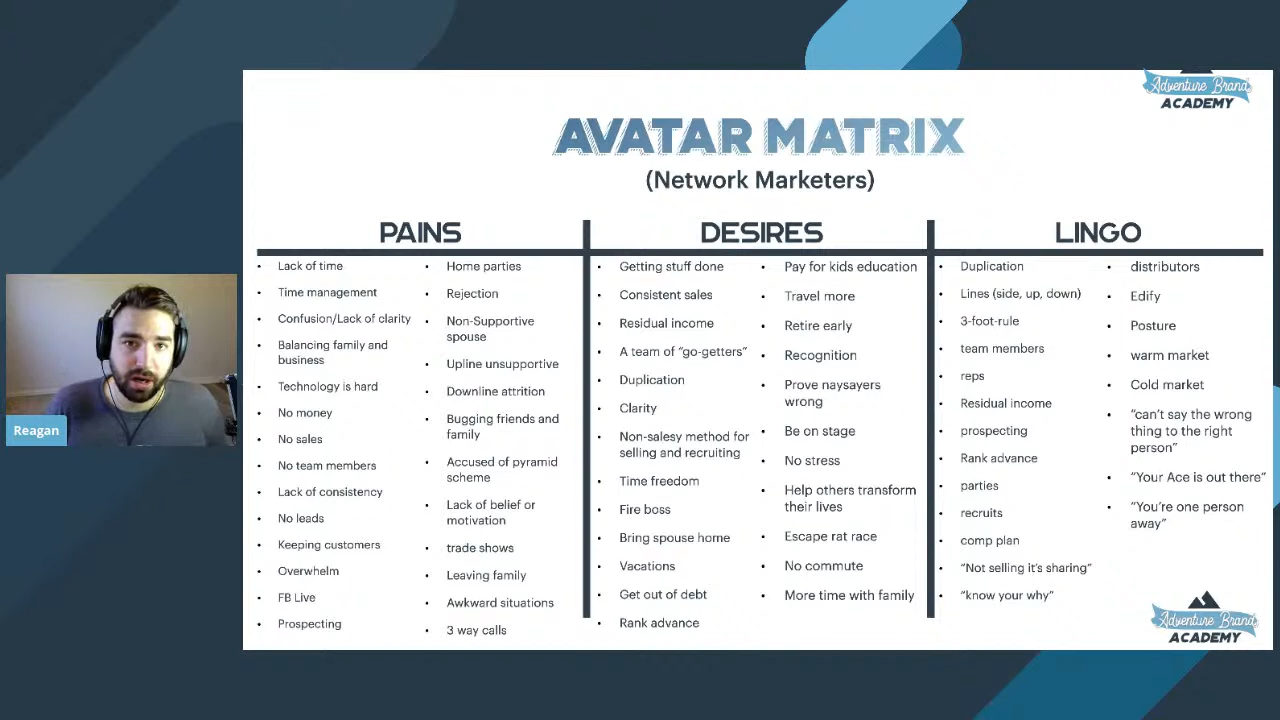 Adventure Brand
ACADEMY
AVATAR MATRIX
(Network Marketers)
PAINS
Lack of time
Time management
Confusion/Lack of clarity
Balancing family and
business
Technology is hard
No money
No sales
No team members
Lack of consistency
No leads
Keeping customers
Overwhelm
FB Live
Prospecting
Home parties
Rejection
Non-Supportive
spouse
Upline unsupportive
Downline attrition
Bugging friends and
family
Accused of pyramid
scheme
Lack of belief or
motivation
trade shows
Leaving family
Awkward situations
3 way calls
DESIRES
Getting stuff done
Consistent sales
Residual income
A team of “go-getters”
Duplication
Clarity
Non-salesy method for
selling and recruiting
Time freedom
Fire boss
Bring spouse home
Vacations
Get out of debt
Rank advance
Pay for kids education
Travel more
Retire early
Recognition
Prove naysayers
wrong
Be on stage
No stress
Help others transform
their lives
Escape rat race
No commute
More time with family
LINGO
Duplication
Lines (side, up, down)
3-foot-rule
team members
reps
Residual income
prospecting
Rank advance
parties
recruits
comp plan
“Not selling it’s sharing”
“know your why”
distributors
Edify
Posture
warm market
Cold market
“can’t say the wrong
thing to the right
person”
“Your Ace is out there”
“You’re one person
away”
Reagan
Adventure Brand
ACADEMY